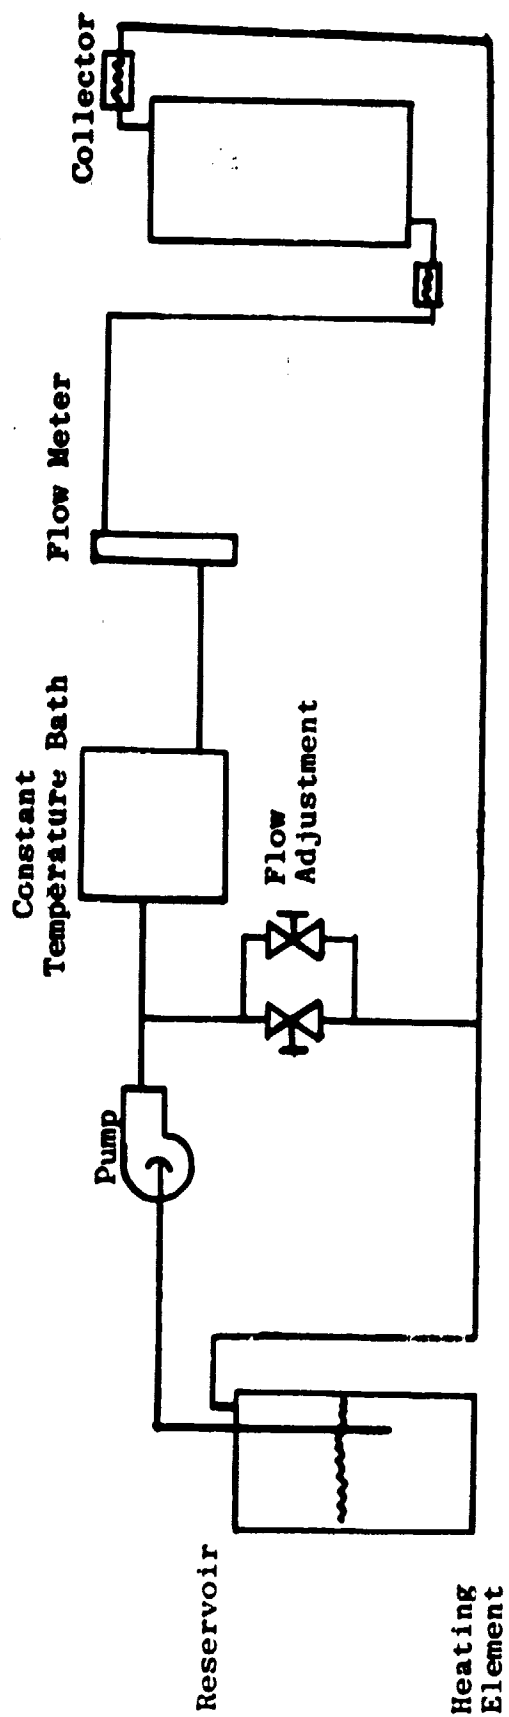 Reservoir
Heating
Element
Pump
Constant
Temperature Bath
Flow
Adjustment
Flow Meter
Collector